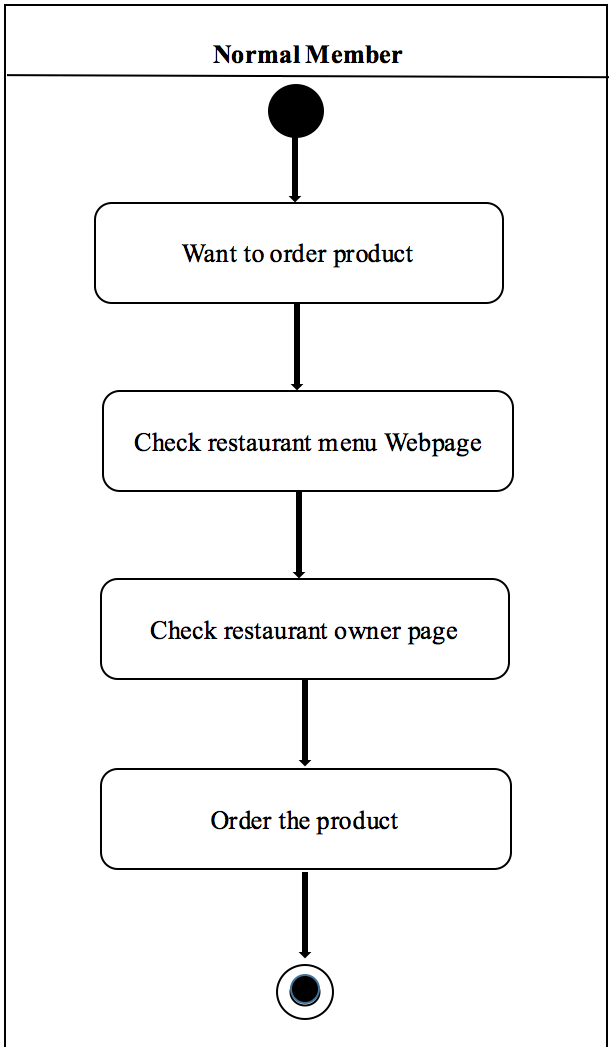 Normal Member
Want to order product
Check restaurant menu Webpage
Check restaurant owner page
Order the product